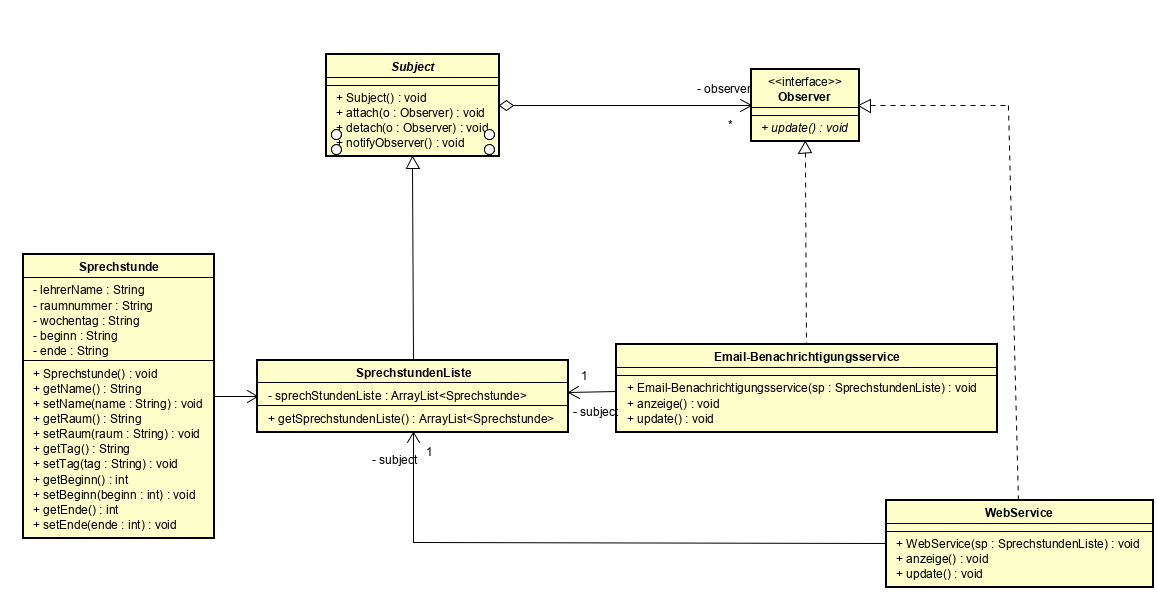 Subject
+ Subject() : void
+ attach(o : Observer) : void
+ detach(o : Observer) : void
+ notifyObserver() : void
- observer
*
<<interface>>
Observer
+ update() : void
Sprechstunde
- lehrerName : String
- raumnummer : String
- wochentag : String
- beginn : String
- ende : String
+ Sprechstunde() : void
+ getName() : String
+ setName(name : String) : void
+ getRaum() : String
+ setRaum(raum : String) : void
+ getTag() : String
+ setTag(tag : String) : void
+ getBeginn() : int
+ setBeginn(beginn : int) : void
+ getEnde() : int
+ setEnde(ende : int) : void
SprechstundenListe
- sprechStundenListe : ArrayList<Sprechstunde>
+ getSprechstundenListe() : ArrayList<Sprechstunde>
1
- subject
Email-Benachrichtigungsservice
+ Email-Benachrichtigungsservice(sp : SprechstundenListe) : void
+ anzeige() : void
+ update() : void
- subject
1
WebService
+ WebService(sp : SprechstundenListe) : void
+ anzeige() : void
+ update() : void